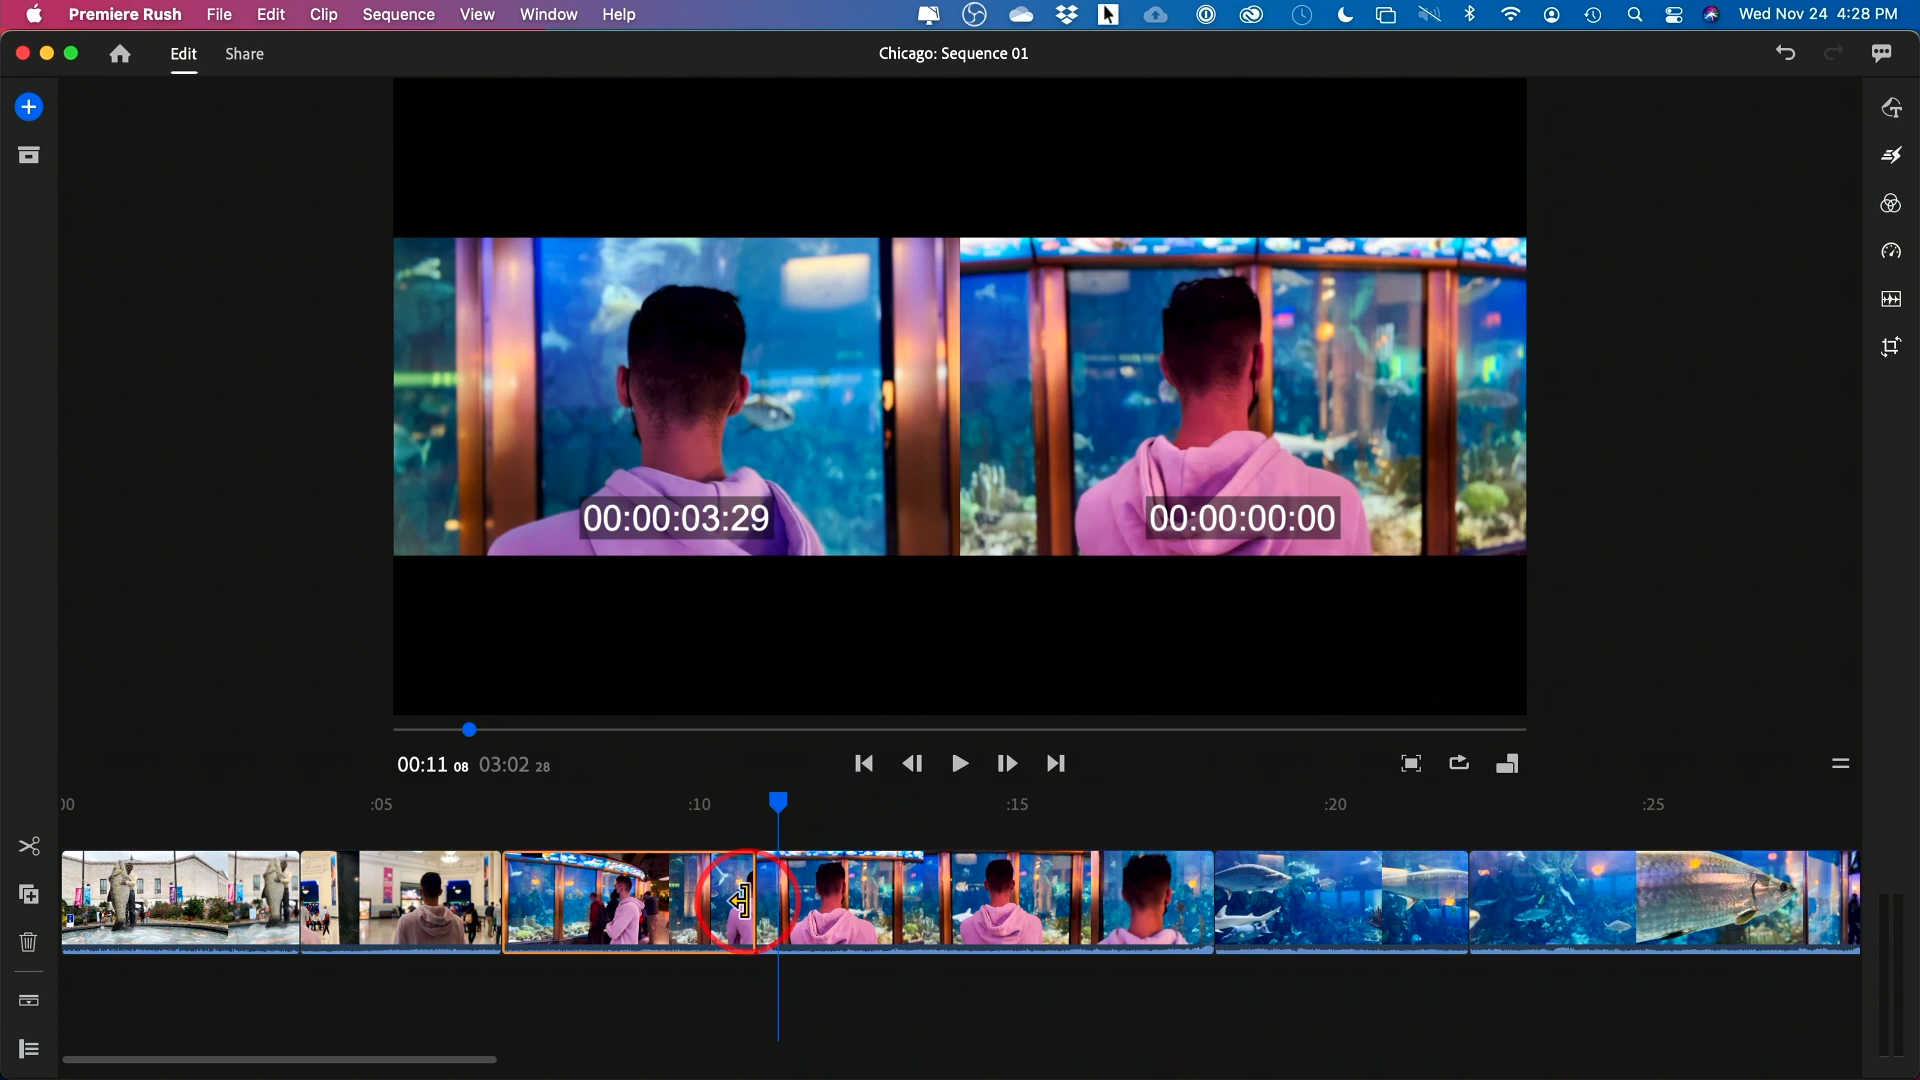 Premiere Rush File Edit Clip Sequence View Window Help Wed Nov 24 4:28 PM
Edit Share Chicago: Sequence 01
00:00:03:29 00:00:00:00
00:11 08 03:02 28
00 :05 :10 :15 :20 :25